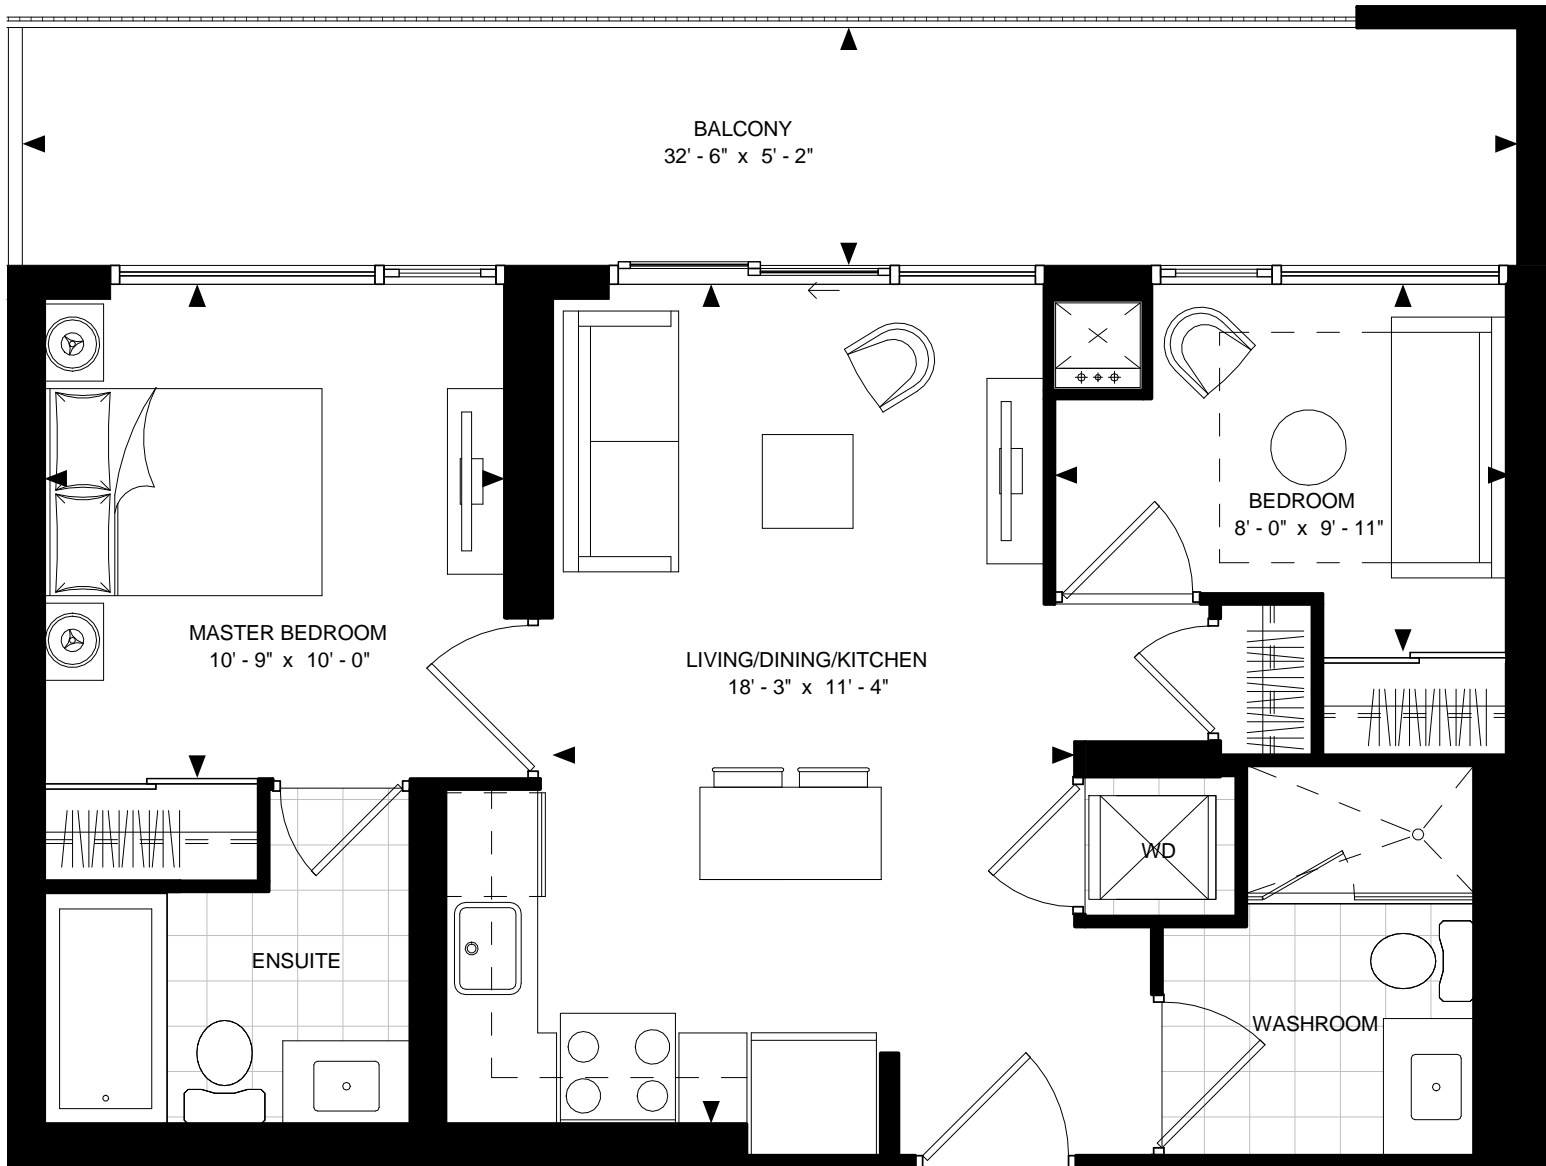 BALCONY
32' - 6" x 5' - 2"
BEDROOM
8' - 0" x 9' - 11"
MASTER BEDROOM
10' - 9" x 10' - 0"
LIVING/DINING/KITCHEN
18' - 3" x 11' - 4"
WD
ENSUITE
WASHROOM